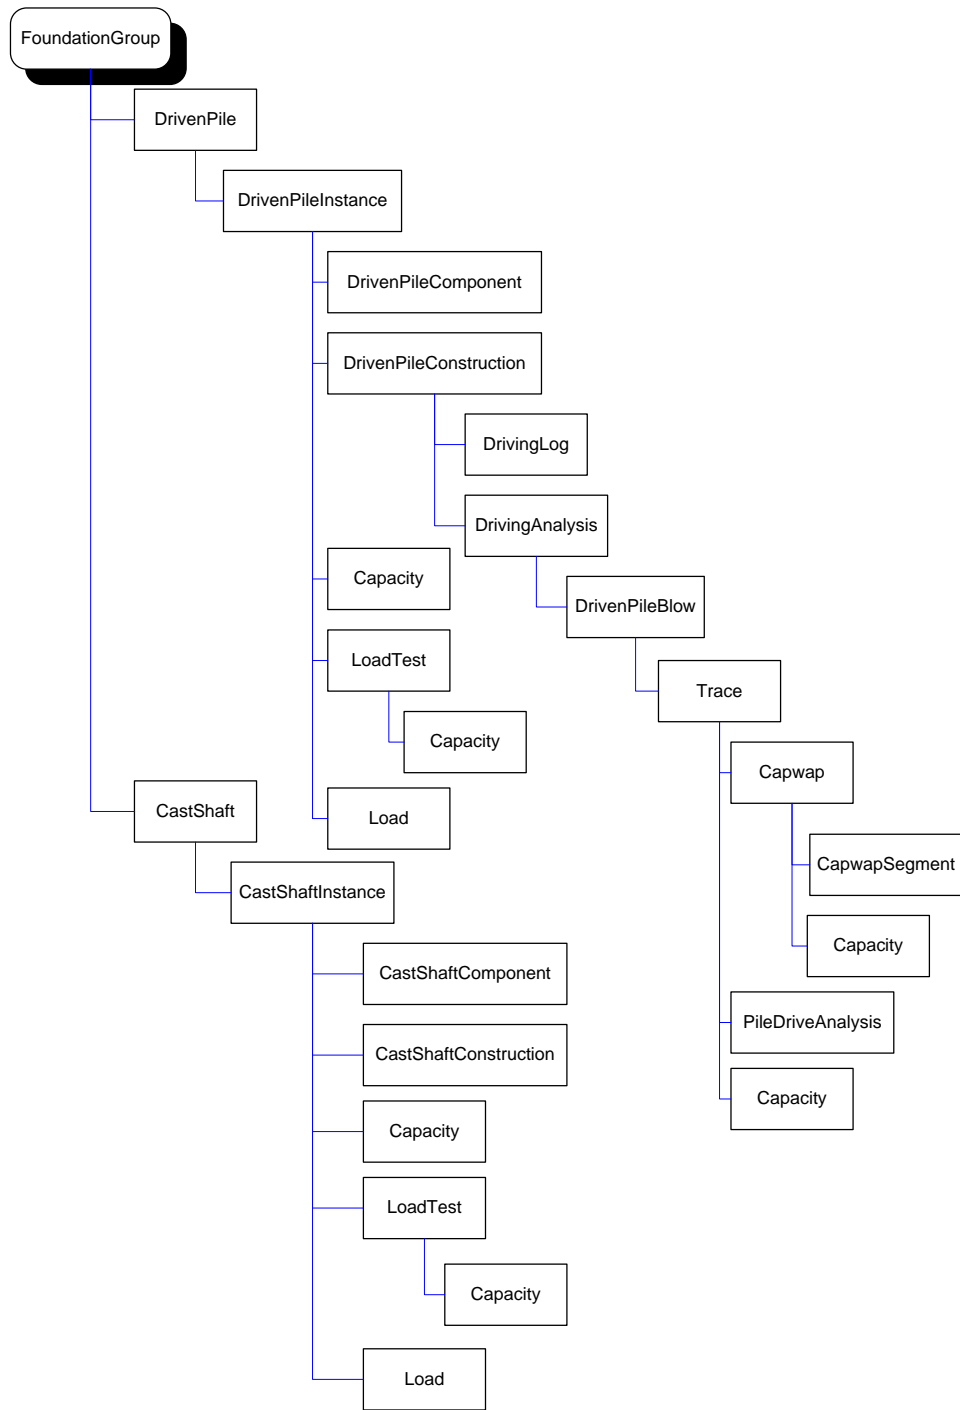 FoundationGroup
DrivenPile
DrivenPileInstance
DrivenPileComponent
DrivenPileConstruction
DrivingLog
DrivingAnalysis
Capacity
DrivenPileBlow
LoadTest
Trace
Capacity
Capwap
CastShaft
Load
CapwapSegment
CastShaftInstance
Capacity
CastShaftComponent
PileDriveAnalysis
CastShaftConstruction
Capacity
Capacity
LoadTest
Capacity
Load